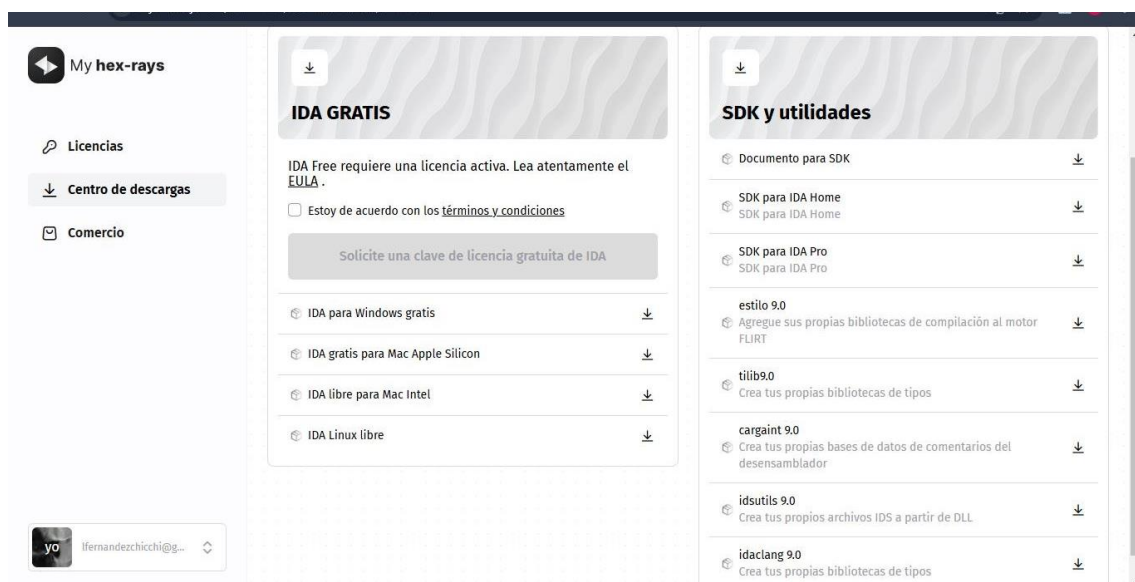 My hex-rays
Licencias
Centro de descargas
Comercio
yo
lfernandezchicchi@g...
IDA GRATIS
IDA Free requiere una licencia activa. Lea atentamente el
EULA .
Estoy de acuerdo con los términos y condiciones
Solicite una clave de licencia gratuita de IDA
IDA para Windows gratis
IDA gratis para Mac Apple Silicon
IDA libre para Mac Intel
IDA Linux libre
SDK y utilidades
Documento para SDK
SDK para IDA Home
SDK para IDA Home
SDK para IDA Pro
SDK para IDA Pro
estilo 9.0
Agregue sus propias bibliotecas de compilación al motor
FLIRT
tilib9.0
Crea tus propias bibliotecas de tipos
cargaint 9.0
Crea tus propias bases de datos de comentarios del
desensamblador
idsutils 9.0
Crea tus propios archivos IDS a partir de DLL
idaclang 9.0
Crea tus propias bibliotecas de tipos